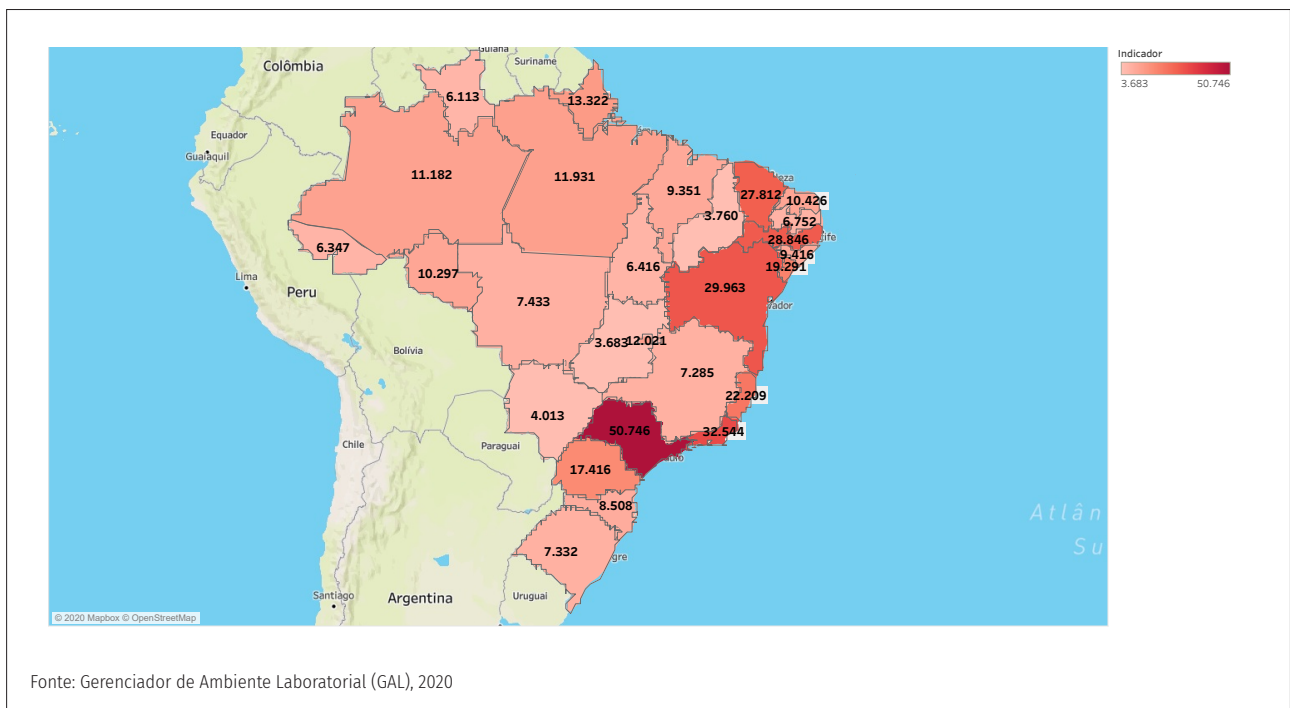 Guiana
Colômbia
Suriname
Indicador
3.683 50.746
6.113
13.322
Equador
Guaiaquil
11.182
11.931
9.351
27.812
10.426
3.760
6.752
28.846
6.347
9.416
6.416
19.291
10.297
Lima
Peru
7.433
29.963
vador
Bolívia
3.683
12.021
7.285
22.209
4.013
50.746
32.544
Chile
Paraguai
17.416
8.508
Atlân
Su
7.332
gre
Santiago
Argentina
Uruguai
© 2020 Mapbox © OpenStreetMap
Fonte: Gerenciador de Ambiente Laboratorial (GAL), 2020